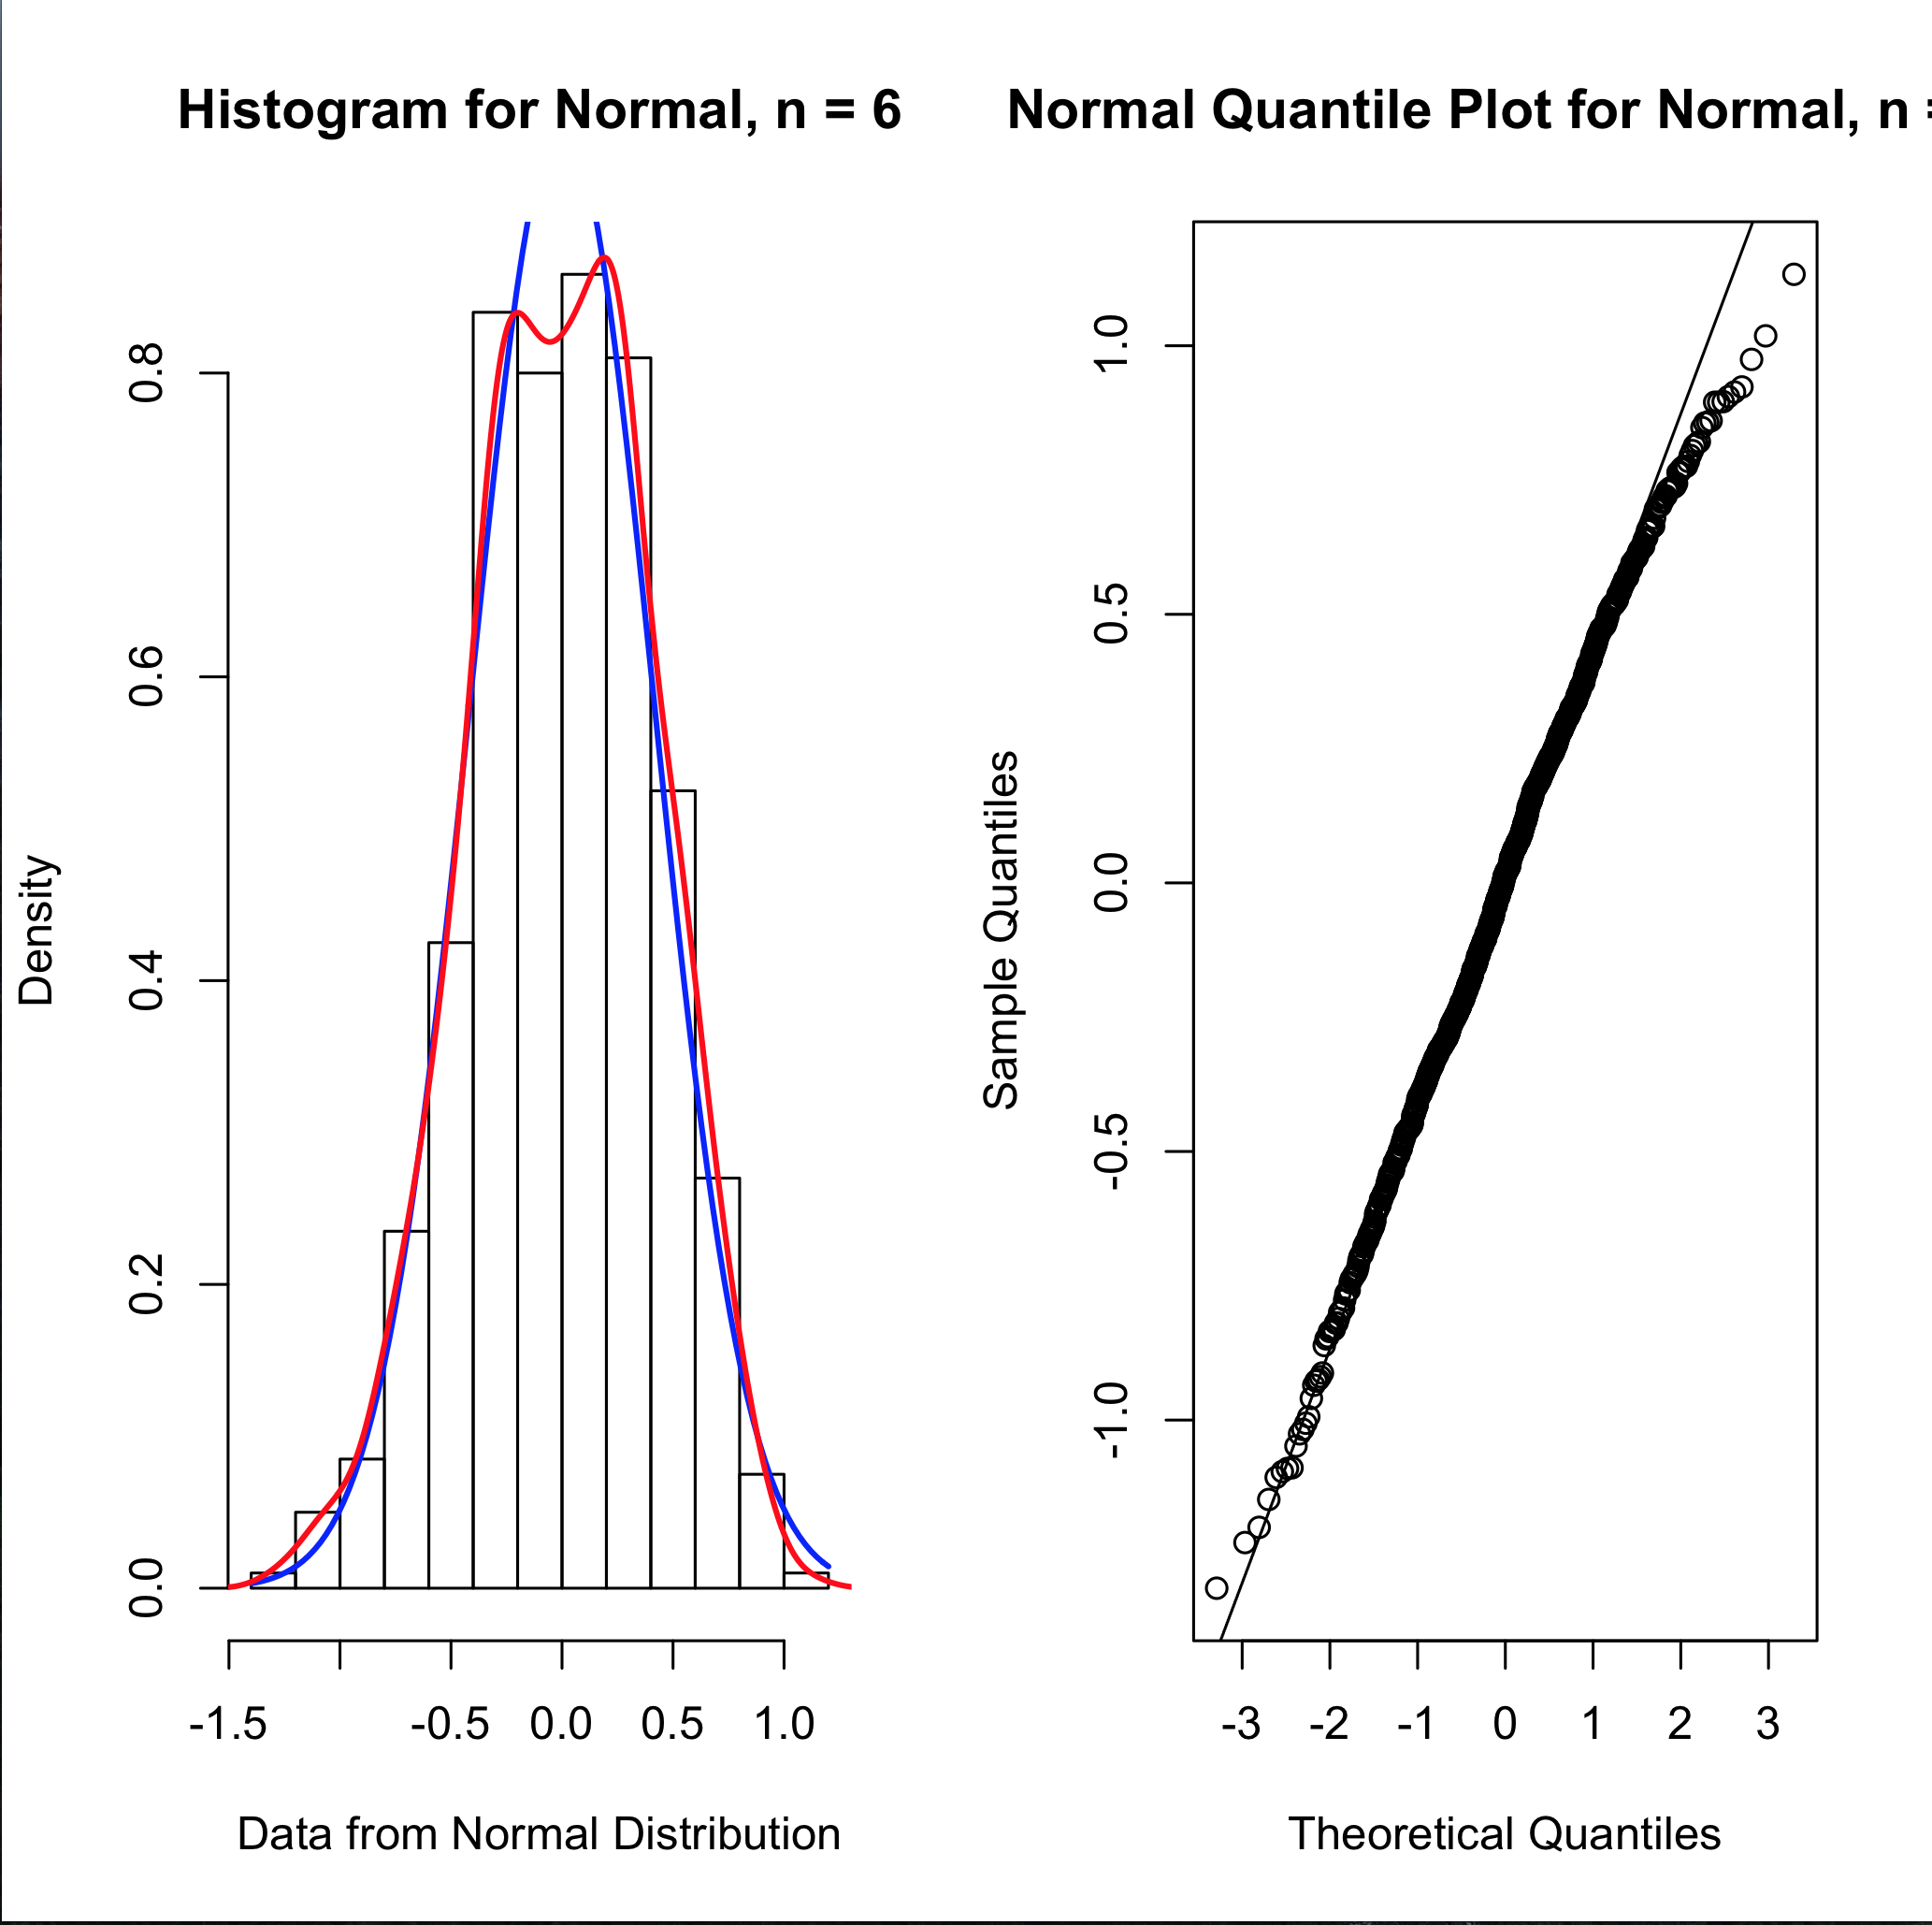 Histogram for Normal, n = 6
Density
0.0 0.2 0.4 0.6 0.8
-1.5 -0.5 0.0 0.5 1.0
Data from Normal Distribution
Normal Quantile Plot for Normal, n =
Sample Quantiles
-1.0 -0.5 0.0 0.5 1.0
-3 -2 -1 0 1 2 3
Theoretical Quantiles